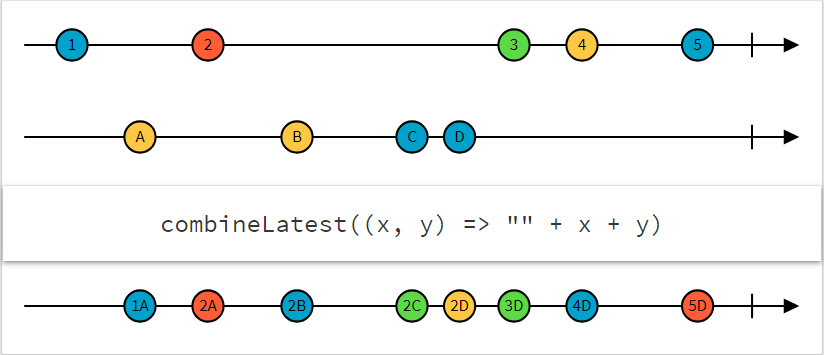 1 2 3 4 5
A B C D
combineLatest((x, y) => "" + x + y)
1A 2A 2B 2C 2D 3D 4D 5D